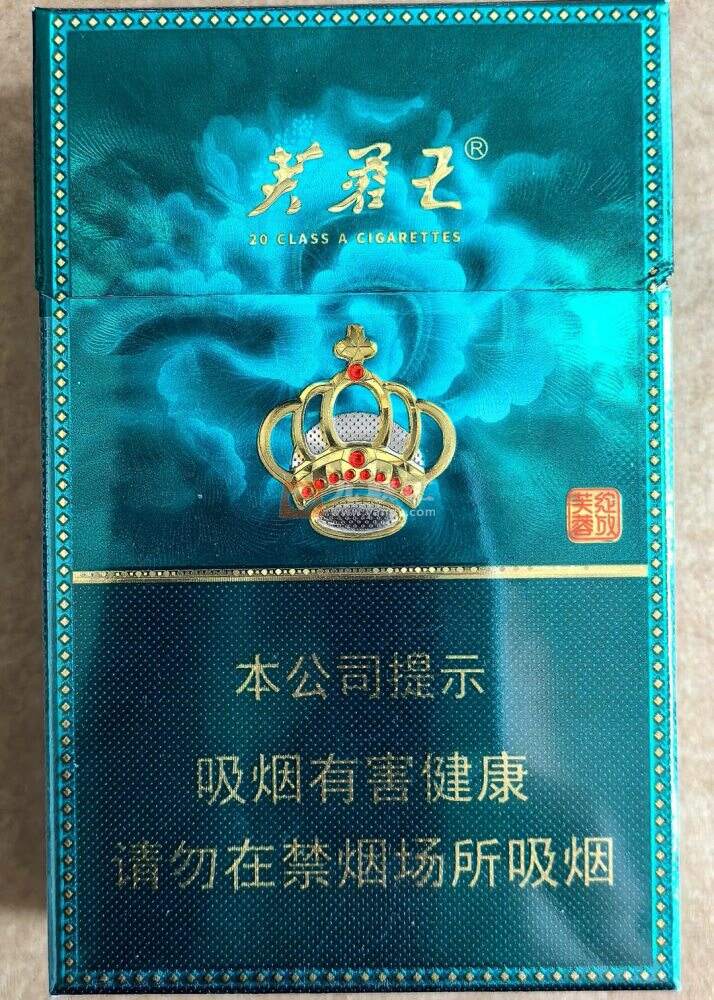 芙蓉王®
20 CLASS A CIGARETTES
绽放
芙蓉
本公司提示
吸烟有害健康
请勿在禁烟场所吸烟